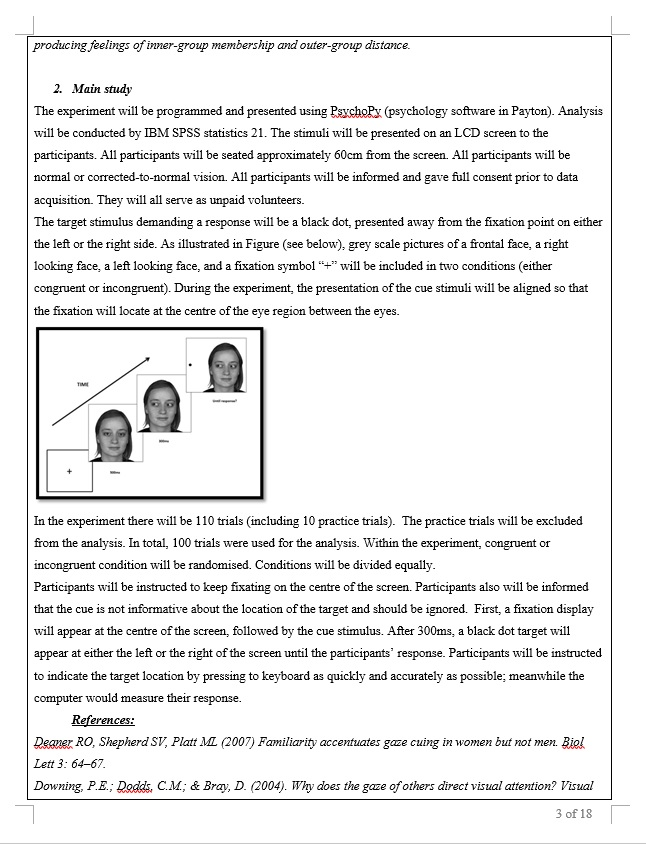 producing feelings of inner-group membership and outer-group distance.
2. Main study
The experiment will be programmed and presented using PsychoPy (psychology software in Payton). Analysis
will be conducted by IBM SPSS statistics 21. The stimuli will be presented on an LCD screen to the
participants. All participants will be seated approximately 60cm from the screen. All participants will be
normal or corrected-to-normal vision. All participants will be informed and gave full consent prior to data
acquisition. They will all serve as unpaid volunteers.
The target stimulus demanding a response will be a black dot, presented away from the fixation point on either
the left or the right side. As illustrated in Figure (see below), grey scale pictures of a frontal face, a right
looking face, a left looking face, and a fixation symbol “+” will be included in two conditions (either
congruent or incongruent). During the experiment, the presentation of the cue stimuli will be aligned so that
the fixation will locate at the centre of the eye region between the eyes.
TIME
+
Until response?
In the experiment there will be 110 trials (including 10 practice trials).  The practice trials will be excluded
from the analysis. In total, 100 trials were used for the analysis. Within the experiment, congruent or
incongruent condition will be randomised. Conditions will be divided equally.
Participants will be instructed to keep fixating on the centre of the screen. Participants also will be informed
that the cue is not informative about the location of the target and should be ignored.  First, a fixation display
will appear at the centre of the screen, followed by the cue stimulus. After 300ms, a black dot target will
appear at either the left or the right of the screen until the participants’ response. Participants will be instructed
to indicate the target location by pressing to keyboard as quickly and accurately as possible; meanwhile the
computer would measure their response.
References:
Deaner RO, Shepherd SV, Platt ML (2007) Familiarity accentuates gaze cuing in women but not men. Biol
Lett 3: 64–67.
Downing, P.E.; Dodds, C.M.; & Bray, D. (2004). Why does the gaze of others direct visual attention? Visual
3 of 18